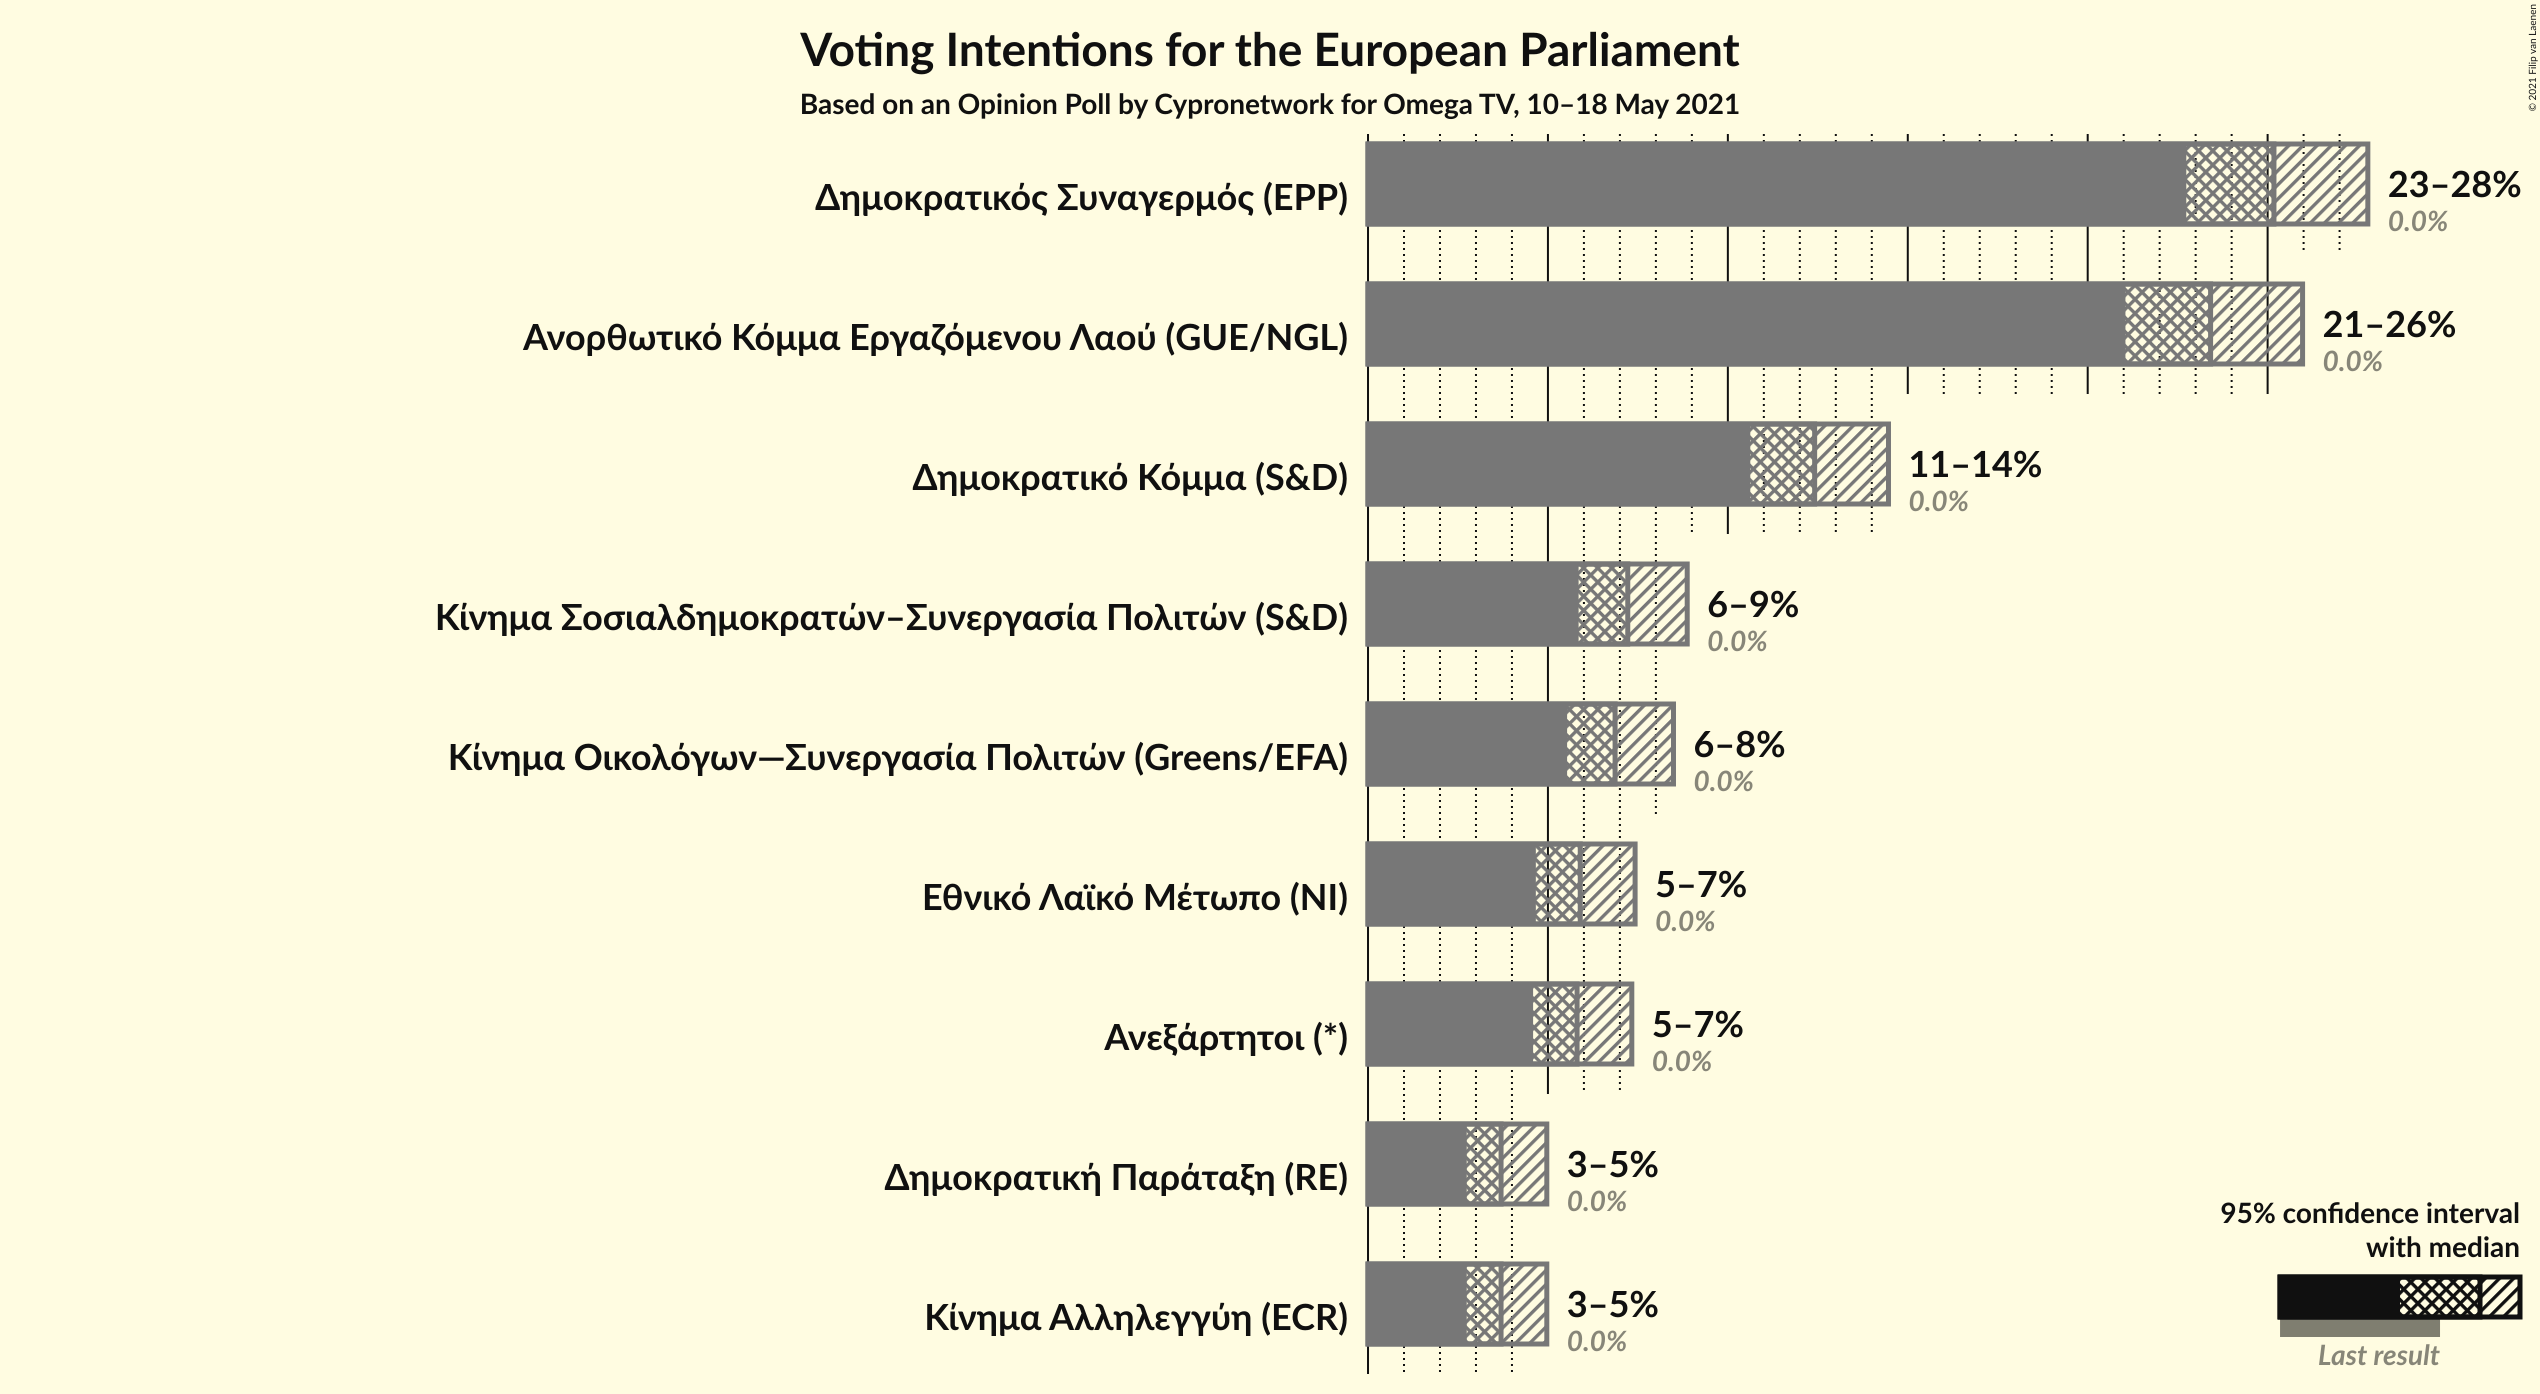 Voting Intentions for the European Parliament
Based on an Opinion Poll by Cypronetwork for Omega TV, 10–18 May 2021
© 2021 Filip van Laenen
Δημοκρατικός Συναγερμός (EPP)
23–28%
0.0%
Ανορθωτικό Κόμμα Εργαζόμενου Λαού (GUE/NGL)
21–26%
0.0%
Δημοκρατικό Κόμμα (S&D)
11–14%
0.0%
Κίνημα Σοσιαλδημοκρατών–Συνεργασία Πολιτών (S&D)
6–9%
0.0%
Κίνημα Οικολόγων—Συνεργασία Πολιτών (Greens/EFA)
6–8%
0.0%
Εθνικό Λαϊκό Μέτωπο (NI)
5–7%
0.0%
Ανεξάρτητοι (*)
5–7%
0.0%
Δημοκρατική Παράταξη (RE)
3–5%
0.0%
Κίνημα Αλληλεγγύη (ECR)
3–5%
0.0%
95% confidence interval
with median
Last result